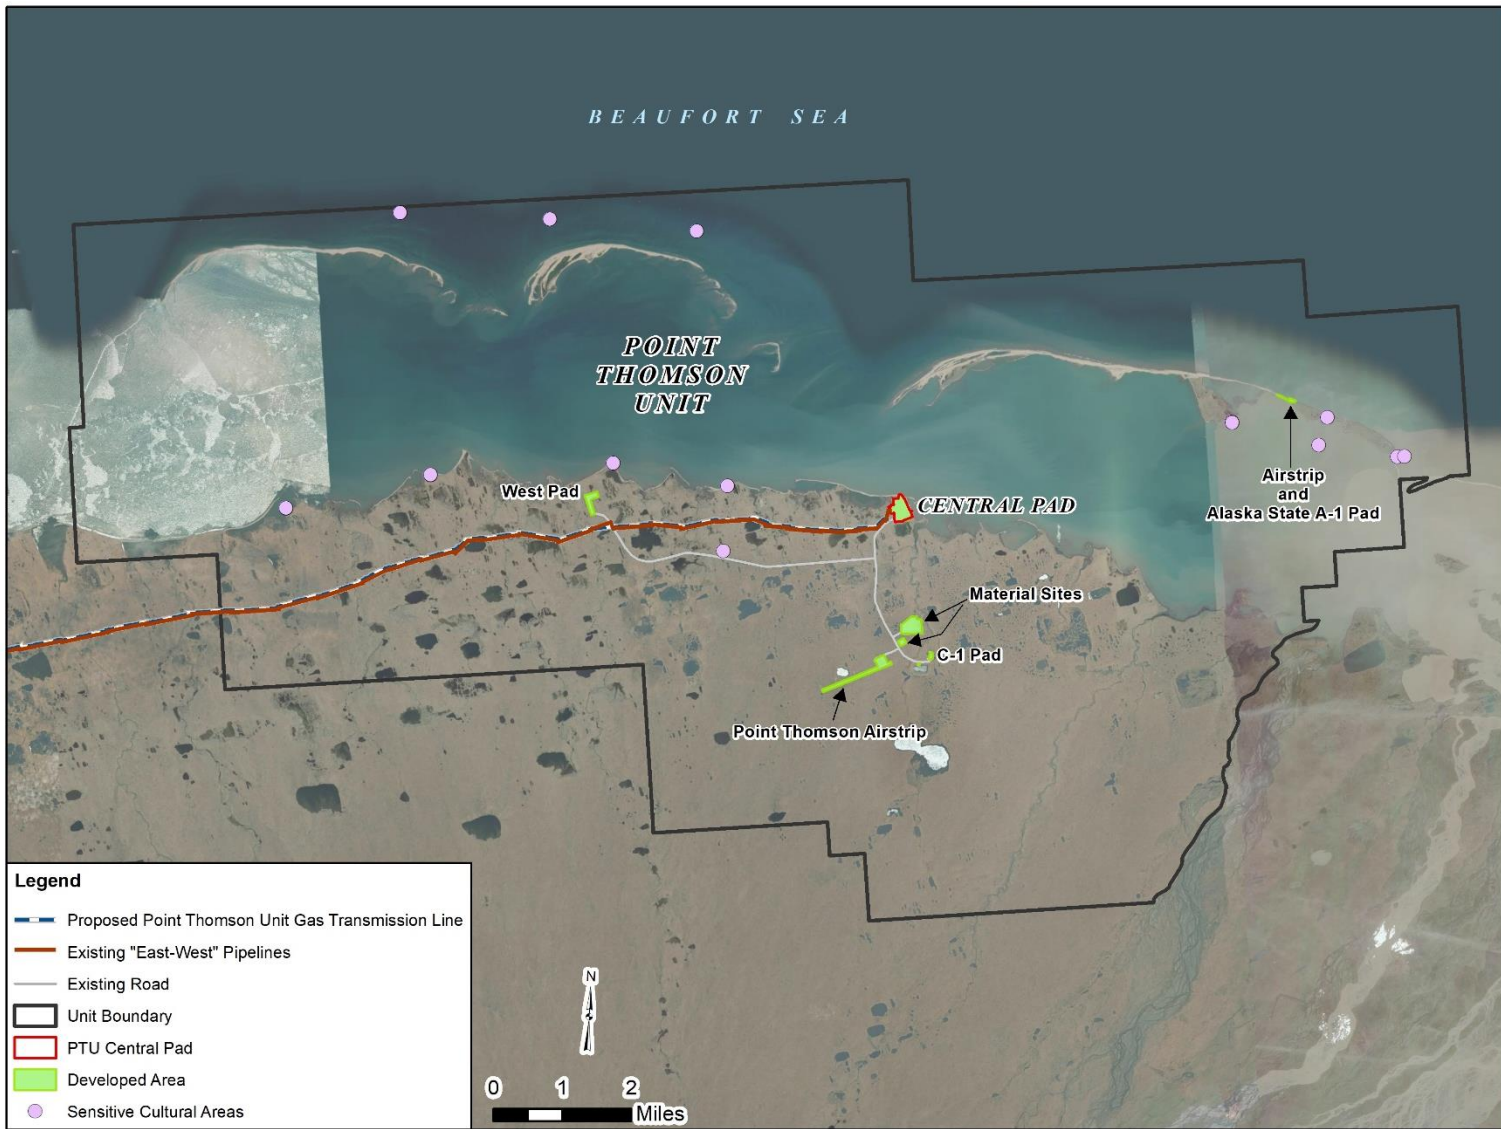 BEAUFORT SEA
POINT
THOMSON
UNIT
West Pad
CENTRAL PAD
Airstrip
and
Alaska State A-1 Pad
Material Sites
C-1 Pad
Point Thomson Airstrip
Legend
Proposed Point Thomson Unit Gas Transmission Line
Existing "East-West" Pipelines
Existing Road
Unit Boundary
PTU Central Pad
Developed Area
Sensitive Cultural Areas
N
0 1 2
Miles